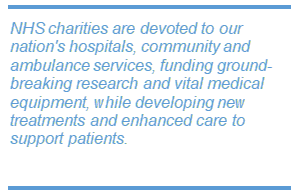 NHS charities are devoted to our
nation's hospitals, community and
ambulance services, funding ground-
breaking research and vital medical
equipment, while developing new
treatments and enhanced care to
support patients.